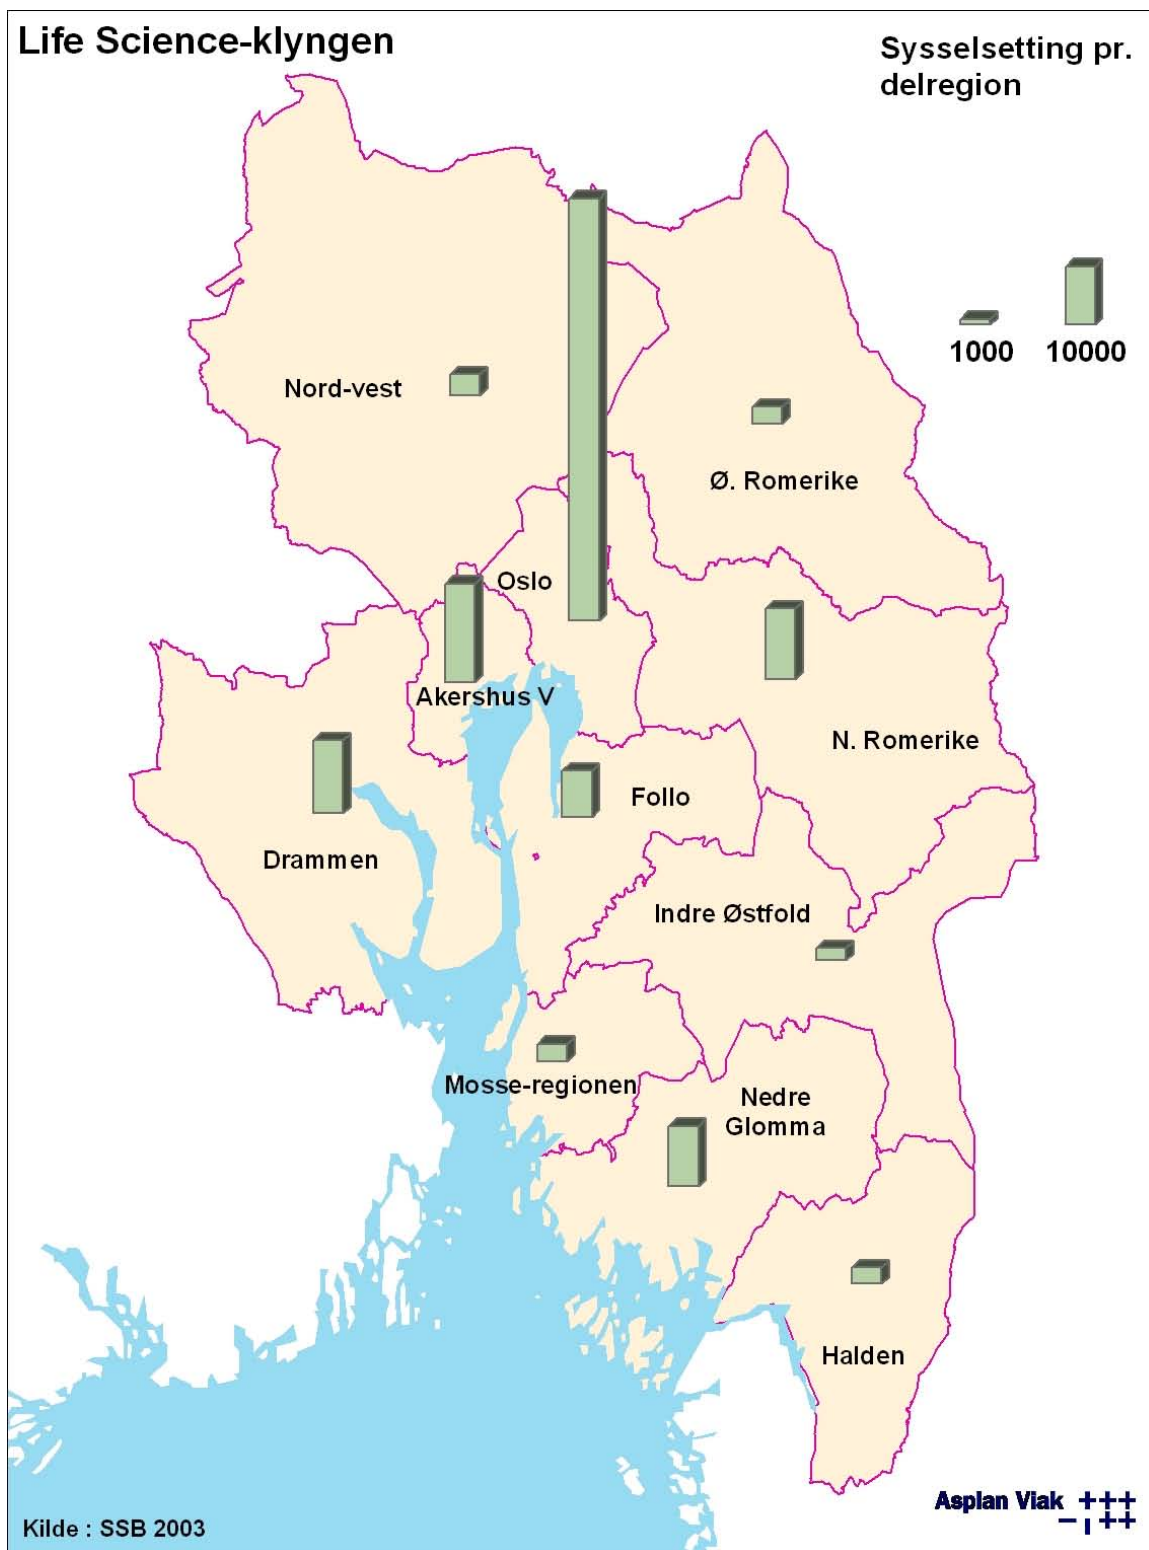 Life Science-klyngen
Sysselsetting pr.
delregion
1000 10000
Nord-vest
Ø. Romerike
Oslo
Akershus V
N. Romerike
Follo
Drammen
Indre Østfold
Mosse-regionen
Nedre
Glomma
Halden
Asplan Viak
Kilde : SSB 2003